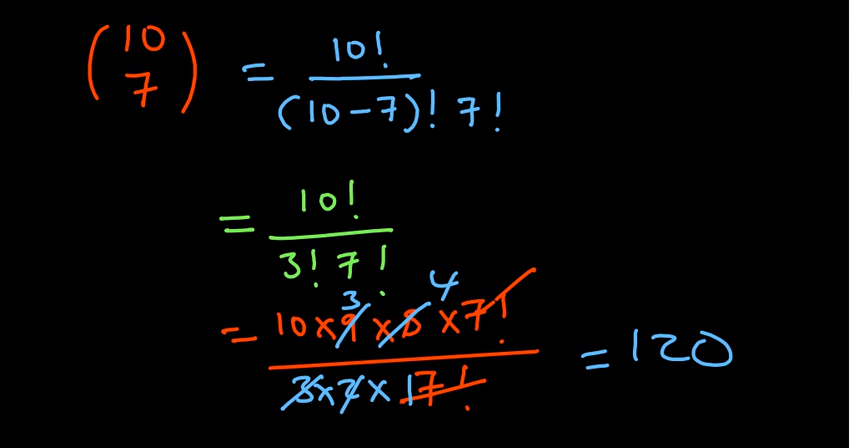 (10 7) = 10! / (10-7)! 7!
= 10! / 3! 7!
3 4
= 10×9×8×7! / 3×2×1 7! = 120